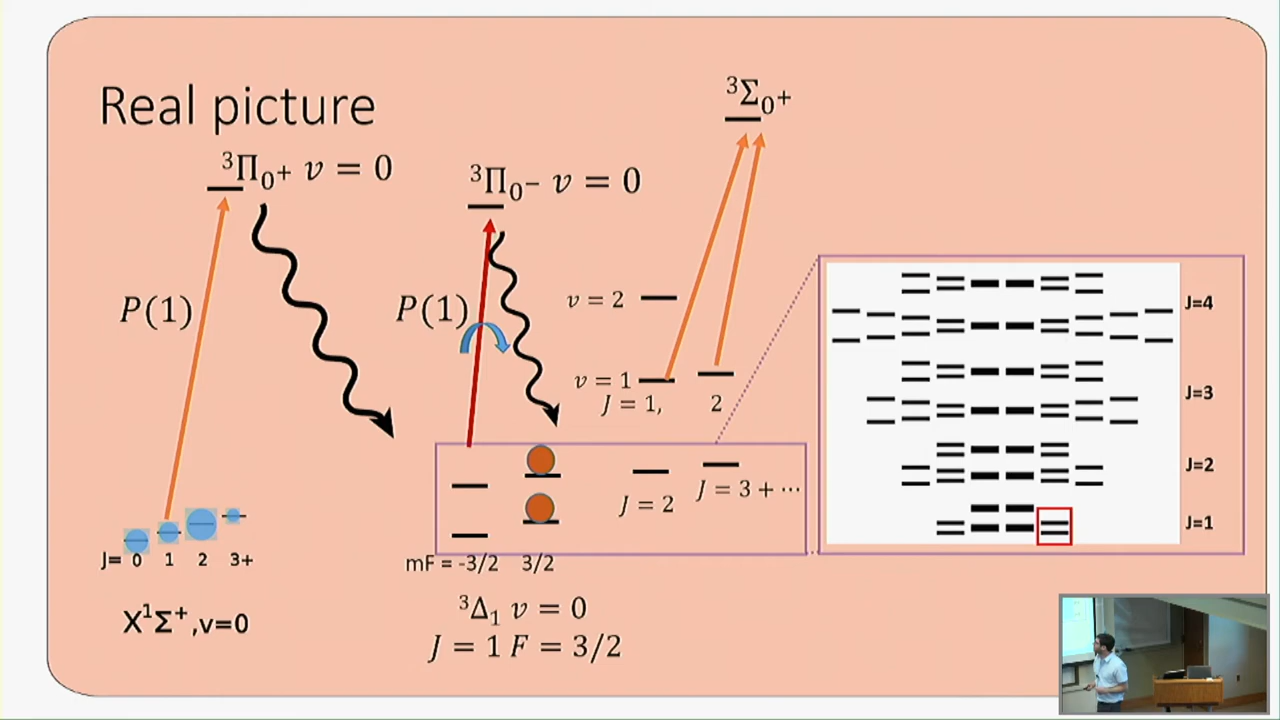 Real picture
³Π₀⁺ v = 0
³Π₀⁻ v = 0
³Σ₀⁺
P(1)
P(1)
v = 2
v = 1
J = 1, 2
J = 2
J = 3 + ⋯
J= 0 1 2 3+
X¹Σ⁺,v=0
mF = -3/2 3/2
³Δ₁ v = 0
J = 1 F = 3/2
J=4
J=3
J=2
J=1